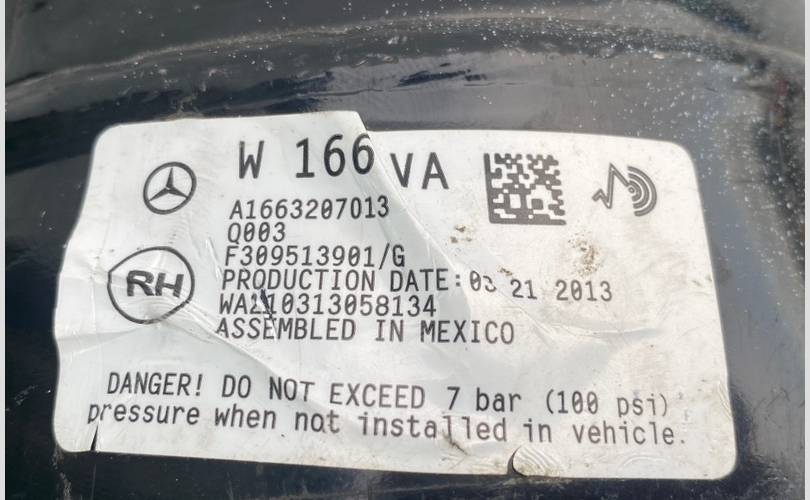 W 166 VA
A1663207013
Q003
F309513901/G
RH
PRODUCTION DATE: 03 21 2013
WA210313058134
ASSEMBLED IN MEXICO
DANGER! DO NOT EXCEED 7 bar (100 psi)
pressure when not installed in vehicle.